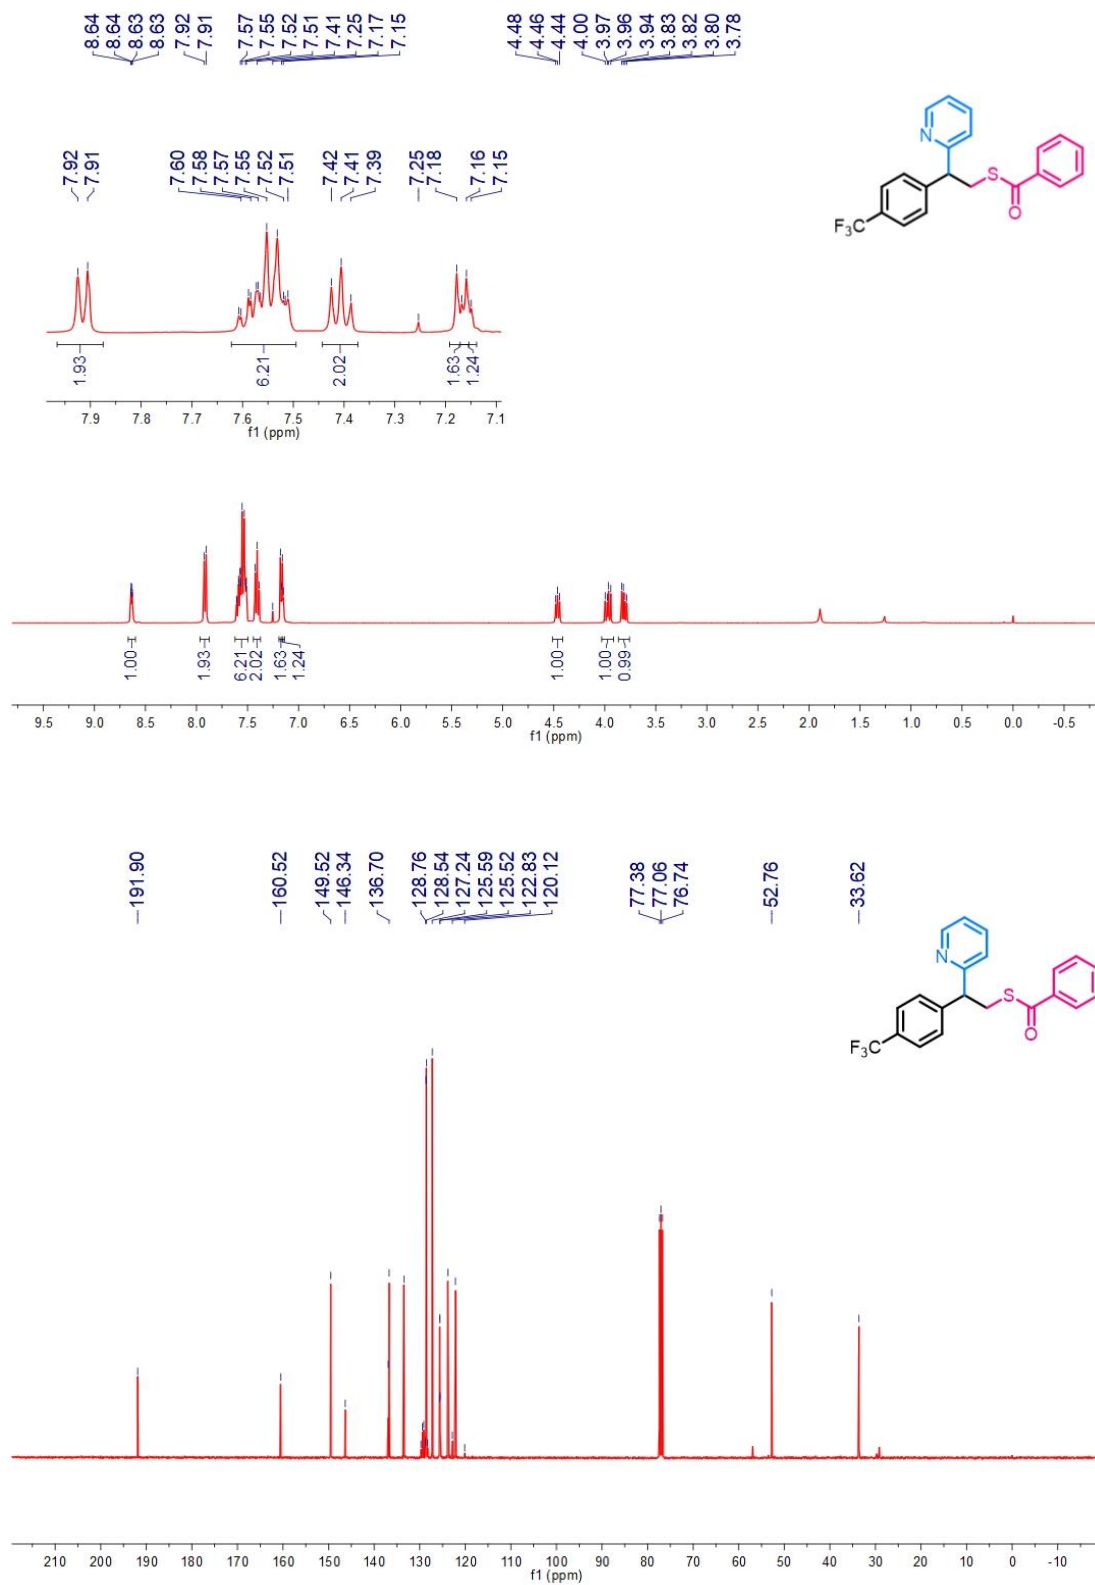 8.64 8.64 8.63 8.63 7.92 7.91 7.57 7.55 7.52 7.51 7.41 7.25 7.17 7.15 4.48 4.46 4.44 4.00 3.97 3.96 3.94 3.83 3.82 3.80 3.78
7.92 7.91 7.60 7.58 7.57 7.55 7.52 7.51 7.42 7.41 7.39 7.25 7.18 7.16 7.15
N
S
O
F3C
1.93 6.21 2.02 1.63 1.24
7.9 7.8 7.7 7.6 7.5 7.4 7.3 7.2 7.1
f1 (ppm)
1.00 1.93 6.21 2.02 1.63 1.24 1.00 1.00 0.99
9.5 9.0 8.5 8.0 7.5 7.0 6.5 6.0 5.5 5.0 4.5 4.0 3.5 3.0 2.5 2.0 1.5 1.0 0.5 0.0 -0.5
f1 (ppm)
191.90 160.52 149.52 146.34 136.70 128.76 128.54 127.24 125.59 125.52 122.83 120.12 77.38 77.06 76.74 52.76 33.62
N
S
O
F3C
210 200 190 180 170 160 150 140 130 120 110 100 90 80 70 60 50 40 30 20 10 0 -10
f1 (ppm)